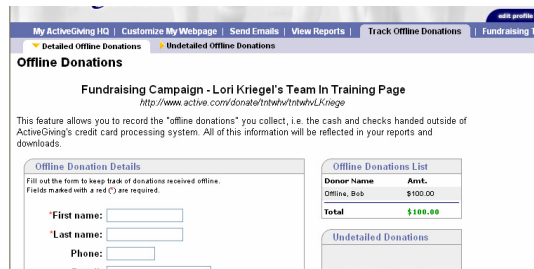 edit profile
My ActiveGiving HQ | Customize My Webpage | Send Emails | View Reports | Track Offline Donations | Fundraising
Detailed Offline Donations Undetailed Offline Donations
Offline Donations
Fundraising Campaign - Lori Kriegel's Team In Training Page
http://www.active.com/donate/tntwhv/tntwhvLKriege
This feature allows you to record the "offline donations" you collect, i.e. the cash and checks handed outside of
ActiveGiving's credit card processing system. All of this information will be reflected in your reports and
downloads.
Offline Donation Details
Fill out the form to keep track of donations received offline.
Fields marked with a red (*) are required.
*First name:
*Last name:
Phone:
Offline Donations List
Donor Name Amt.
Offline, Bob $100.00
Total $100.00
Undetailed Donations